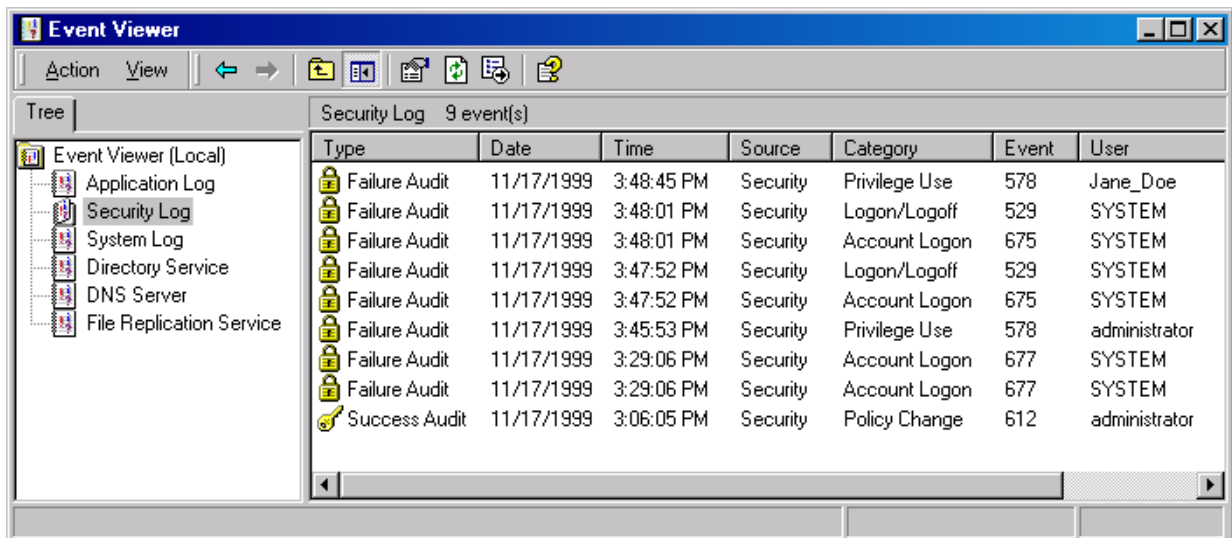 Event Viewer
Action View
Tree
Security Log 9 event(s)
Event Viewer (Local)
Application Log
Security Log
System Log
Directory Service
DNS Server
File Replication Service
Type Date Time Source Category Event User
Failure Audit 11/17/1999 3:48:45 PM Security Privilege Use 578 Jane_Doe
Failure Audit 11/17/1999 3:48:01 PM Security Logon/Logoff 529 SYSTEM
Failure Audit 11/17/1999 3:48:01 PM Security Account Logon 675 SYSTEM
Failure Audit 11/17/1999 3:47:52 PM Security Logon/Logoff 529 SYSTEM
Failure Audit 11/17/1999 3:47:52 PM Security Account Logon 675 SYSTEM
Failure Audit 11/17/1999 3:45:53 PM Security Privilege Use 578 administrator
Failure Audit 11/17/1999 3:29:06 PM Security Account Logon 677 SYSTEM
Failure Audit 11/17/1999 3:29:06 PM Security Account Logon 677 SYSTEM
Success Audit 11/17/1999 3:06:05 PM Security Policy Change 612 administrator